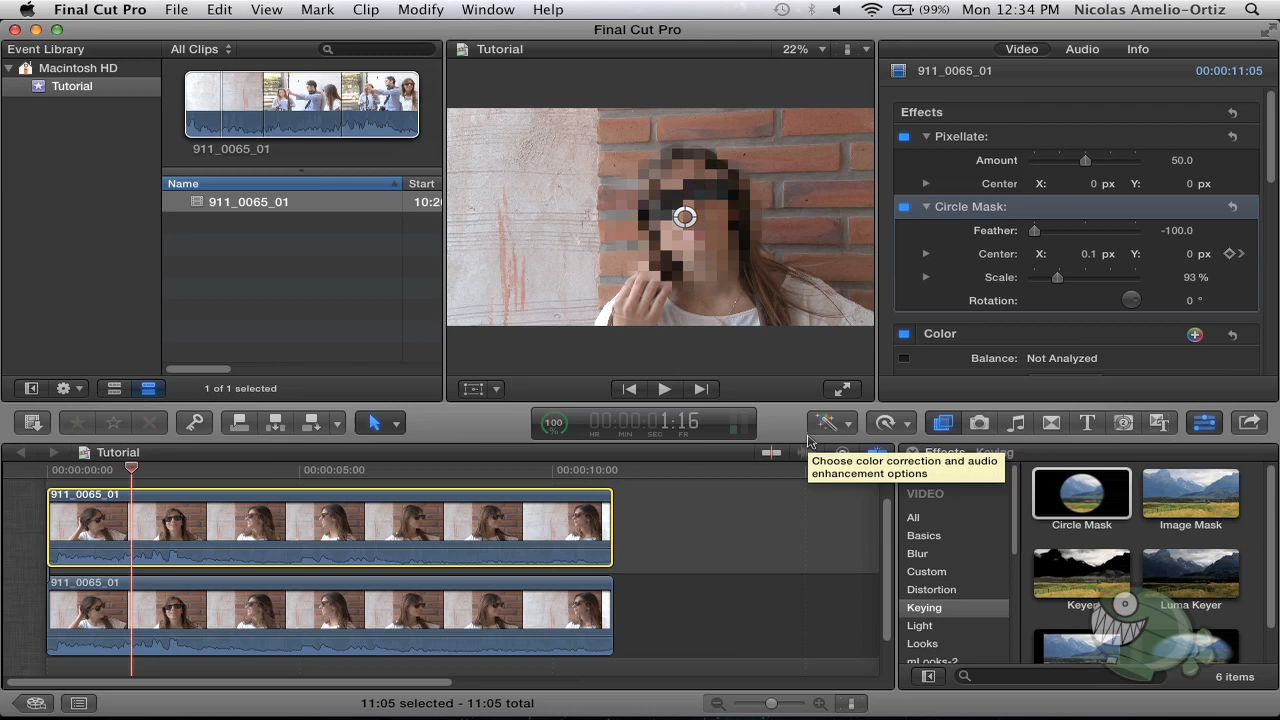 Final Cut Pro File Edit View Mark Clip Modify Window Help (99%) Mon 12:34 PM Nicolas Amelio-Ortiz
Final Cut Pro
Event Library All Clips Tutorial 22% Video Audio Info
Macintosh HD
Tutorial
911_0065_01 00:00:11:05
Effects
Pixellate:
Amount 50.0
Center X: 0 px Y: 0 px
Circle Mask:
Feather: -100.0
Center: X: 0.1 px Y: 0 px
Scale: 93 %
Rotation: 0 °
Color
Balance: Not Analyzed
911_0065_01
Name Start
911_0065_01 10:2
1 of 1 selected
100 % 00:00:01:16
HR MIN SEC FR
Choose color correction and audio
enhancement options
Tutorial
00:00:00:00 00:00:05:00 00:00:10:00
911_0065_01
911_0065_01
Effects Keying
VIDEO
All
Basics
Blur
Custom
Distortion
Keying
Light
Looks
mLooks-2
Circle Mask Image Mask
Keyer Luma Keyer
11:05 selected - 11:05 total
6 items